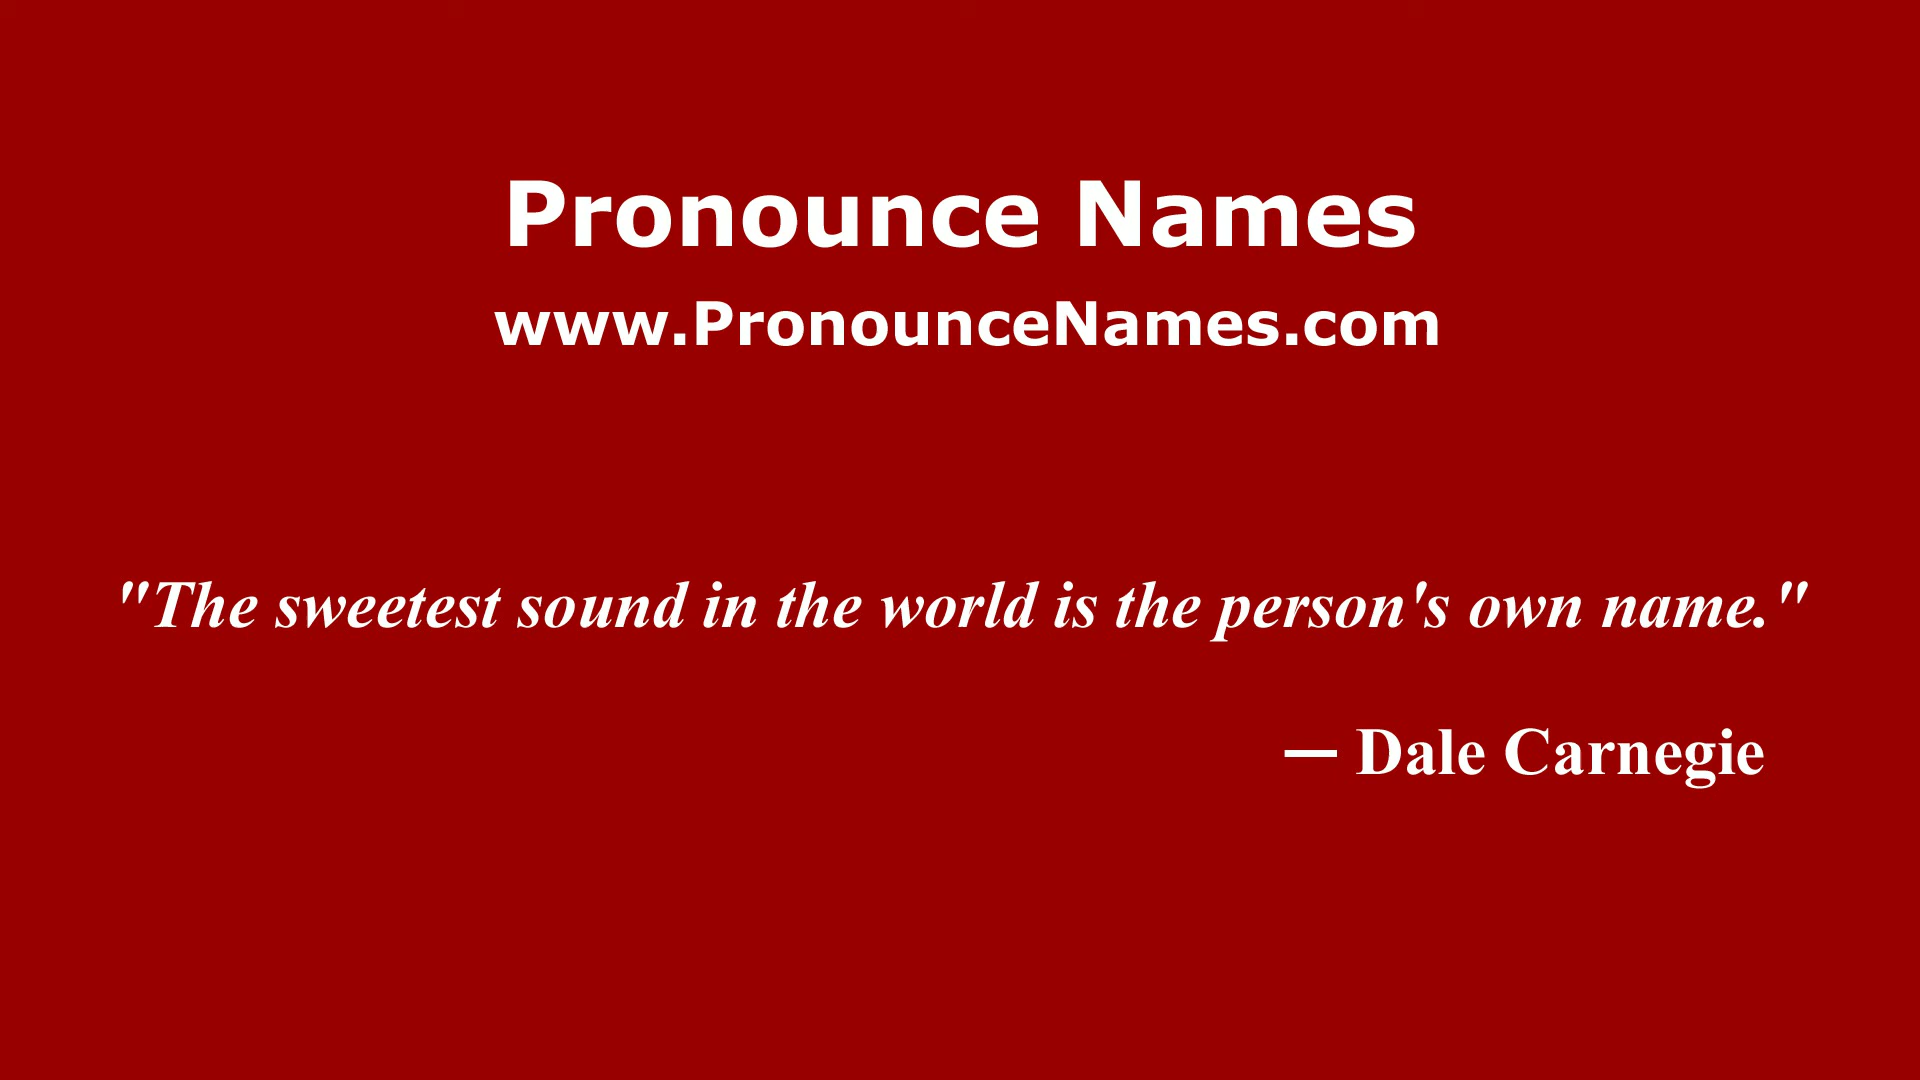 Pronounce Names
www.PronounceNames.com
"The sweetest sound in the world is the person's own name."
— Dale Carnegie